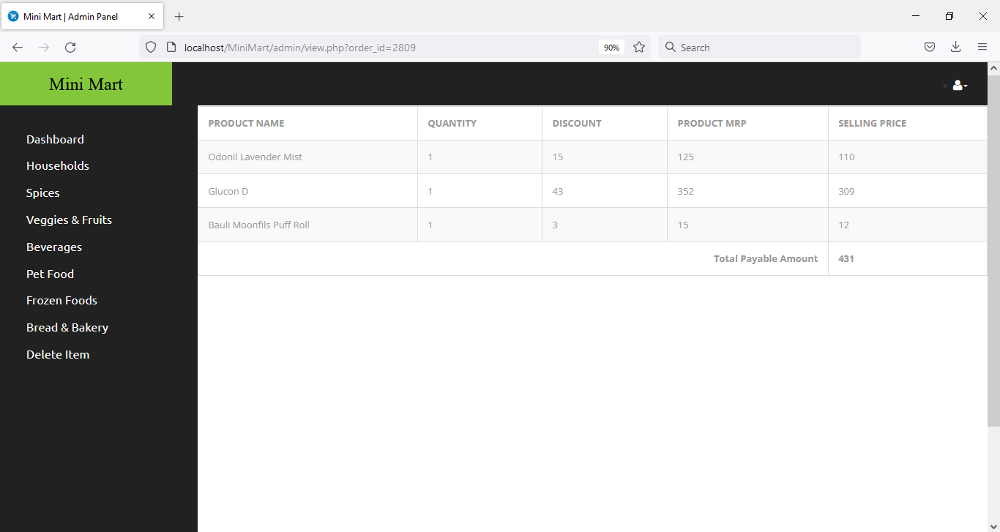 Mini Mart | Admin Panel
localhost/MiniMart/admin/view.php?order_id=2809
90%
Search
Mini Mart
Dashboard
Households
Spices
Veggies & Fruits
Beverages
Pet Food
Frozen Foods
Bread & Bakery
Delete Item
PRODUCT NAME QUANTITY DISCOUNT PRODUCT MRP SELLING PRICE
Odonil Lavender Mist 1 15 125 110
Glucon D 1 43 352 309
Bauli Moonfils Puff Roll 1 3 15 12
Total Payable Amount 431